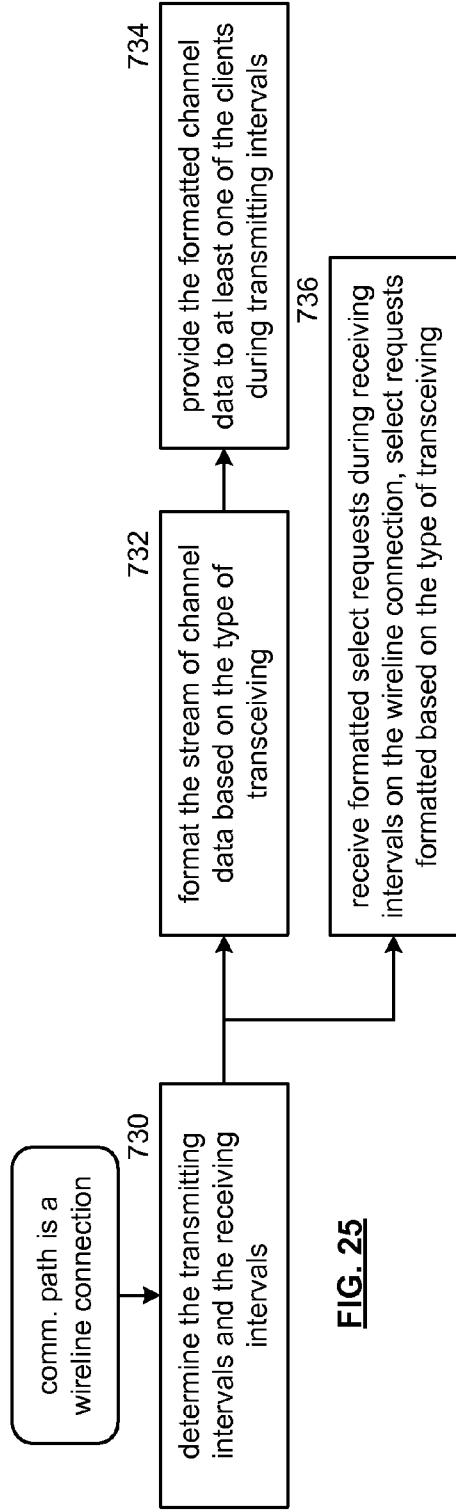 comm. path is a
wireline connection
730
determine the transmitting
intervals and the receiving
intervals
732
format the stream of channel
data based on the type of
transceiving
734
provide the formatted channel
data to at least one of the clients
during transmitting intervals
736
receive formatted select requests during receiving
intervals on the wireline connection, select requests
formatted based on the type of transceiving
FIG. 25